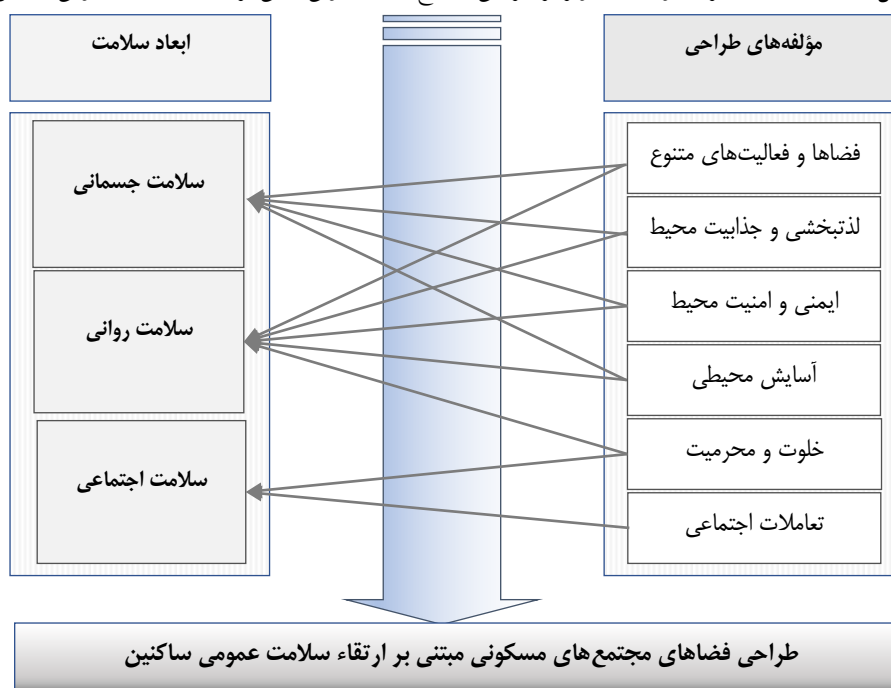 مؤلفه‌های طراحی
ابعاد سلامت
فضاها و فعالیت‌های متنوع
لذتبخشی و جذابیت محیط
ایمنی و امنیت محیط
آسایش محیطی
خلوت و محرمیت
تعاملات اجتماعی
سلامت جسمانی
سلامت روانی
سلامت اجتماعی
طراحی فضاهای مجتمع‌های مسکونی مبتنی بر ارتقاء سلامت عمومی ساکنین